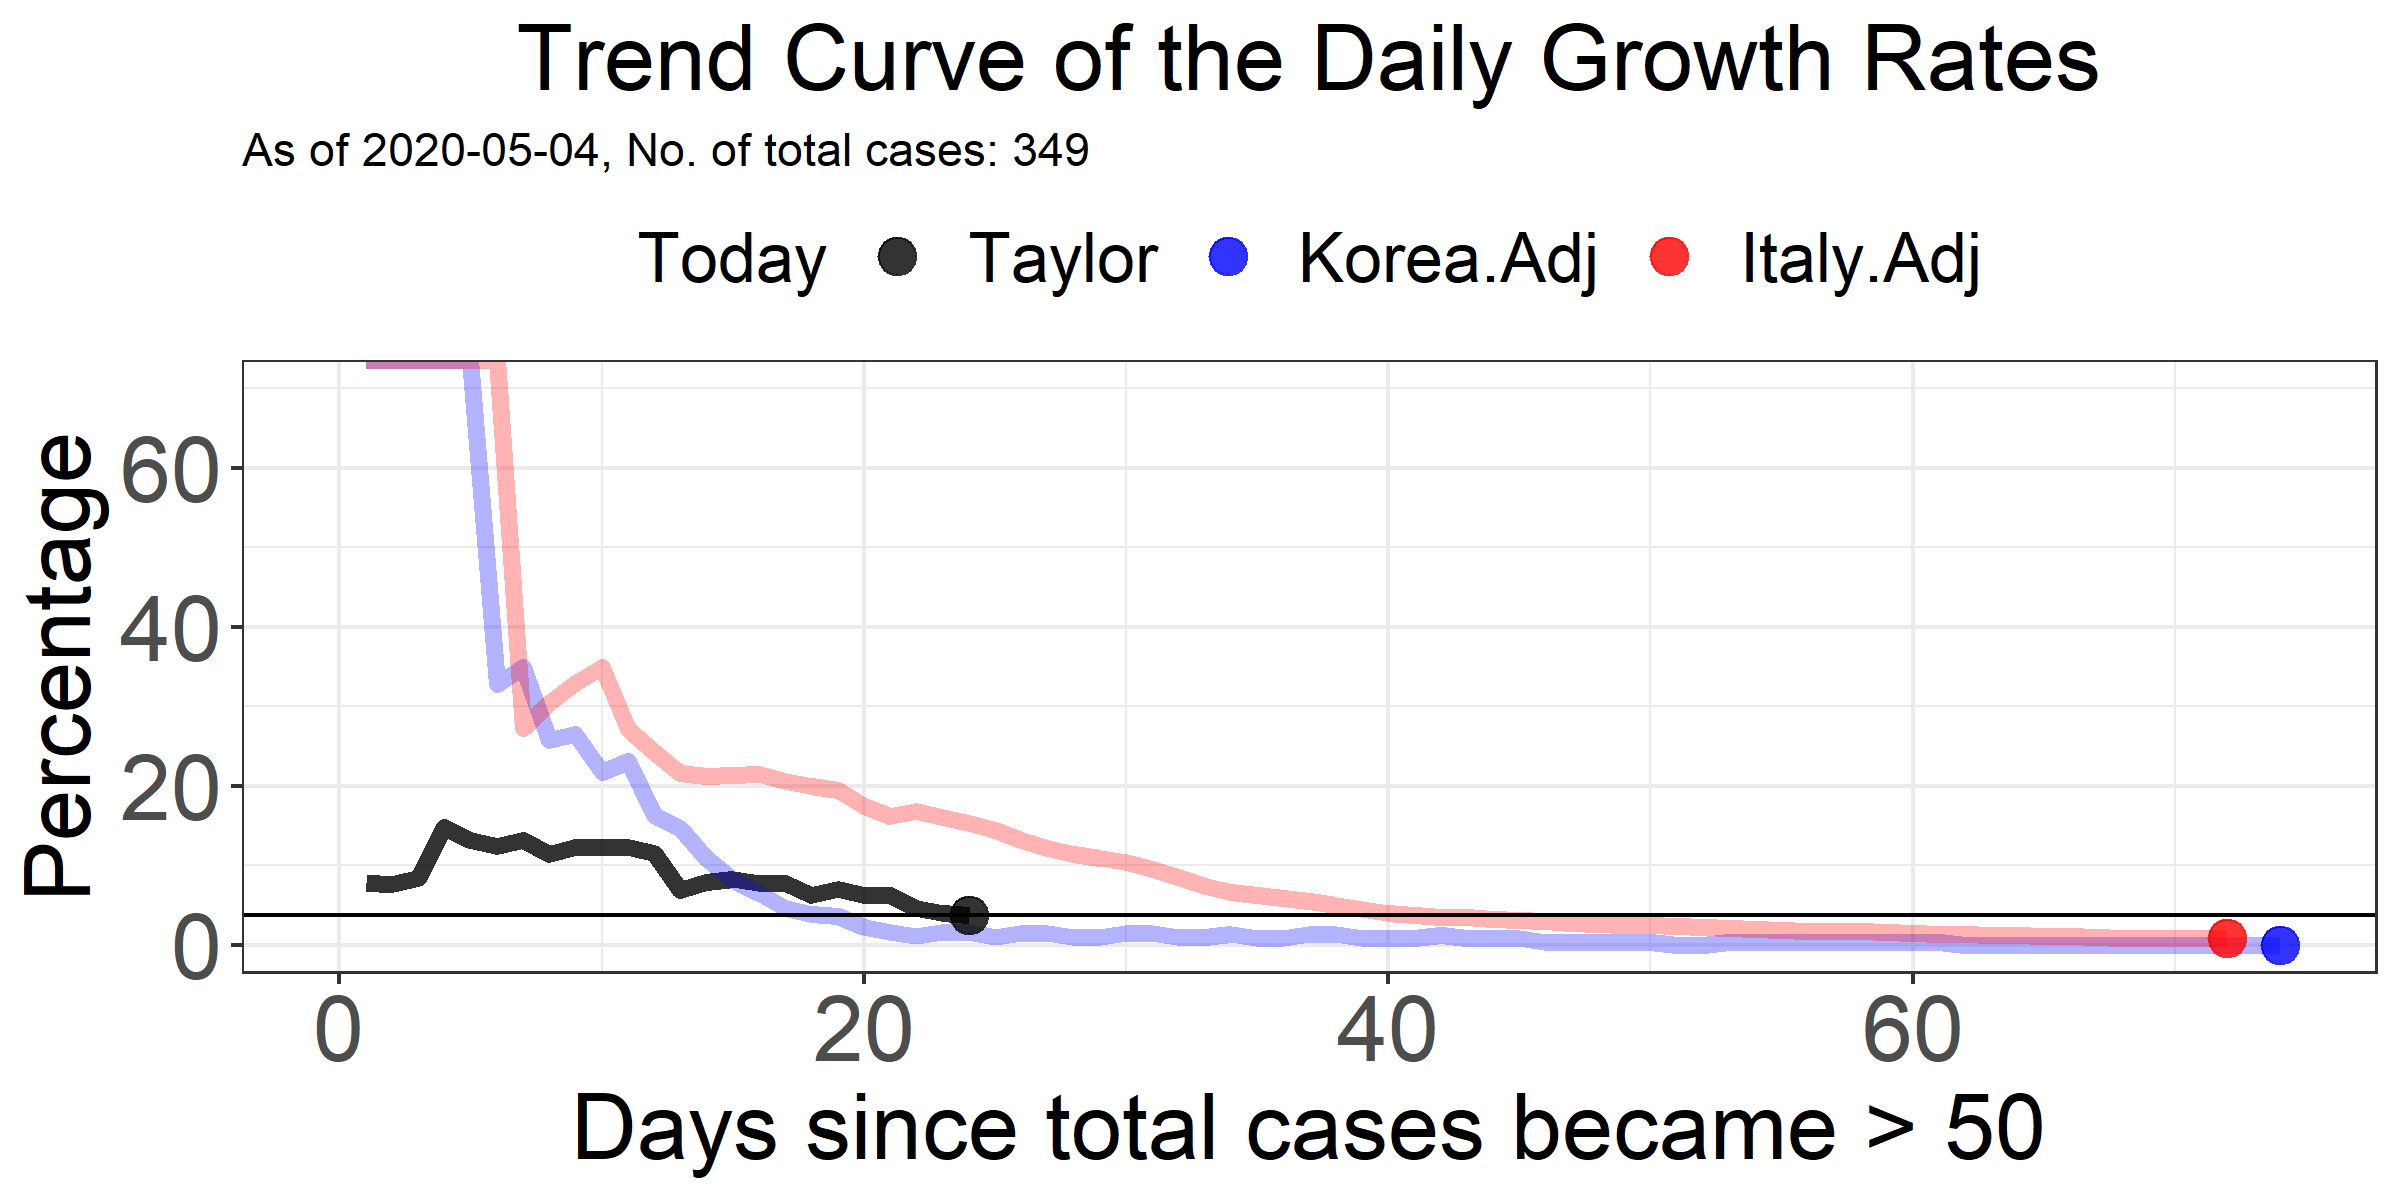 Trend Curve of the Daily Growth Rates
As of 2020-05-04, No. of total cases: 349
Today Taylor Korea.Adj Italy.Adj
Percentage
60
40
20
0
0 20 40 60
Days since total cases became > 50